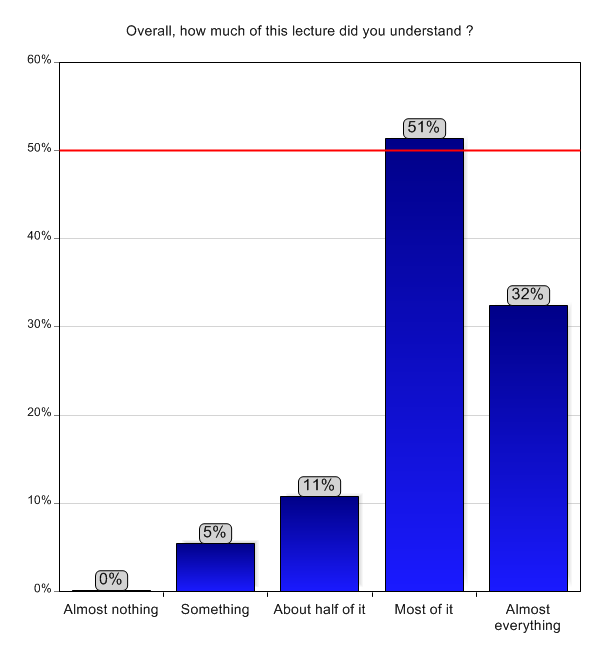 Overall, how much of this lecture did you understand ?
60%
50%
40%
30%
20%
10%
0%
0%
5%
11%
51%
32%
Almost nothing
Something
About half of it
Most of it
Almost
everything